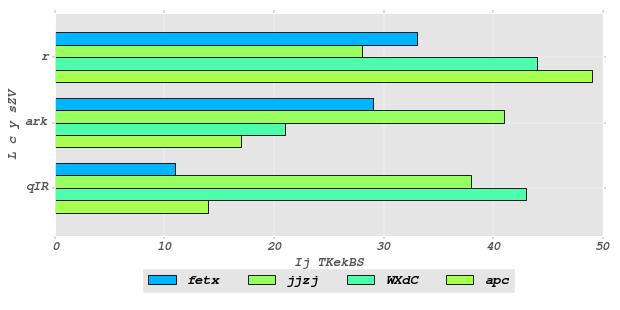 r
ark
qIR
L c y sZV
0 10 20 30 40 50
Ij TKekBS
fetx jjzj WXdC apc